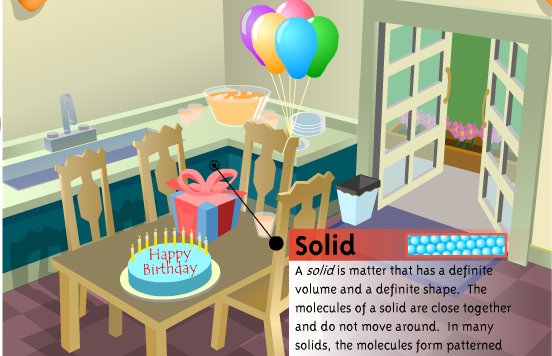 Happy
Birthday
Solid
A solid is matter that has a definite
volume and a definite shape. The
molecules of a solid are close together
and do not move around. In many
solids, the molecules form patterned